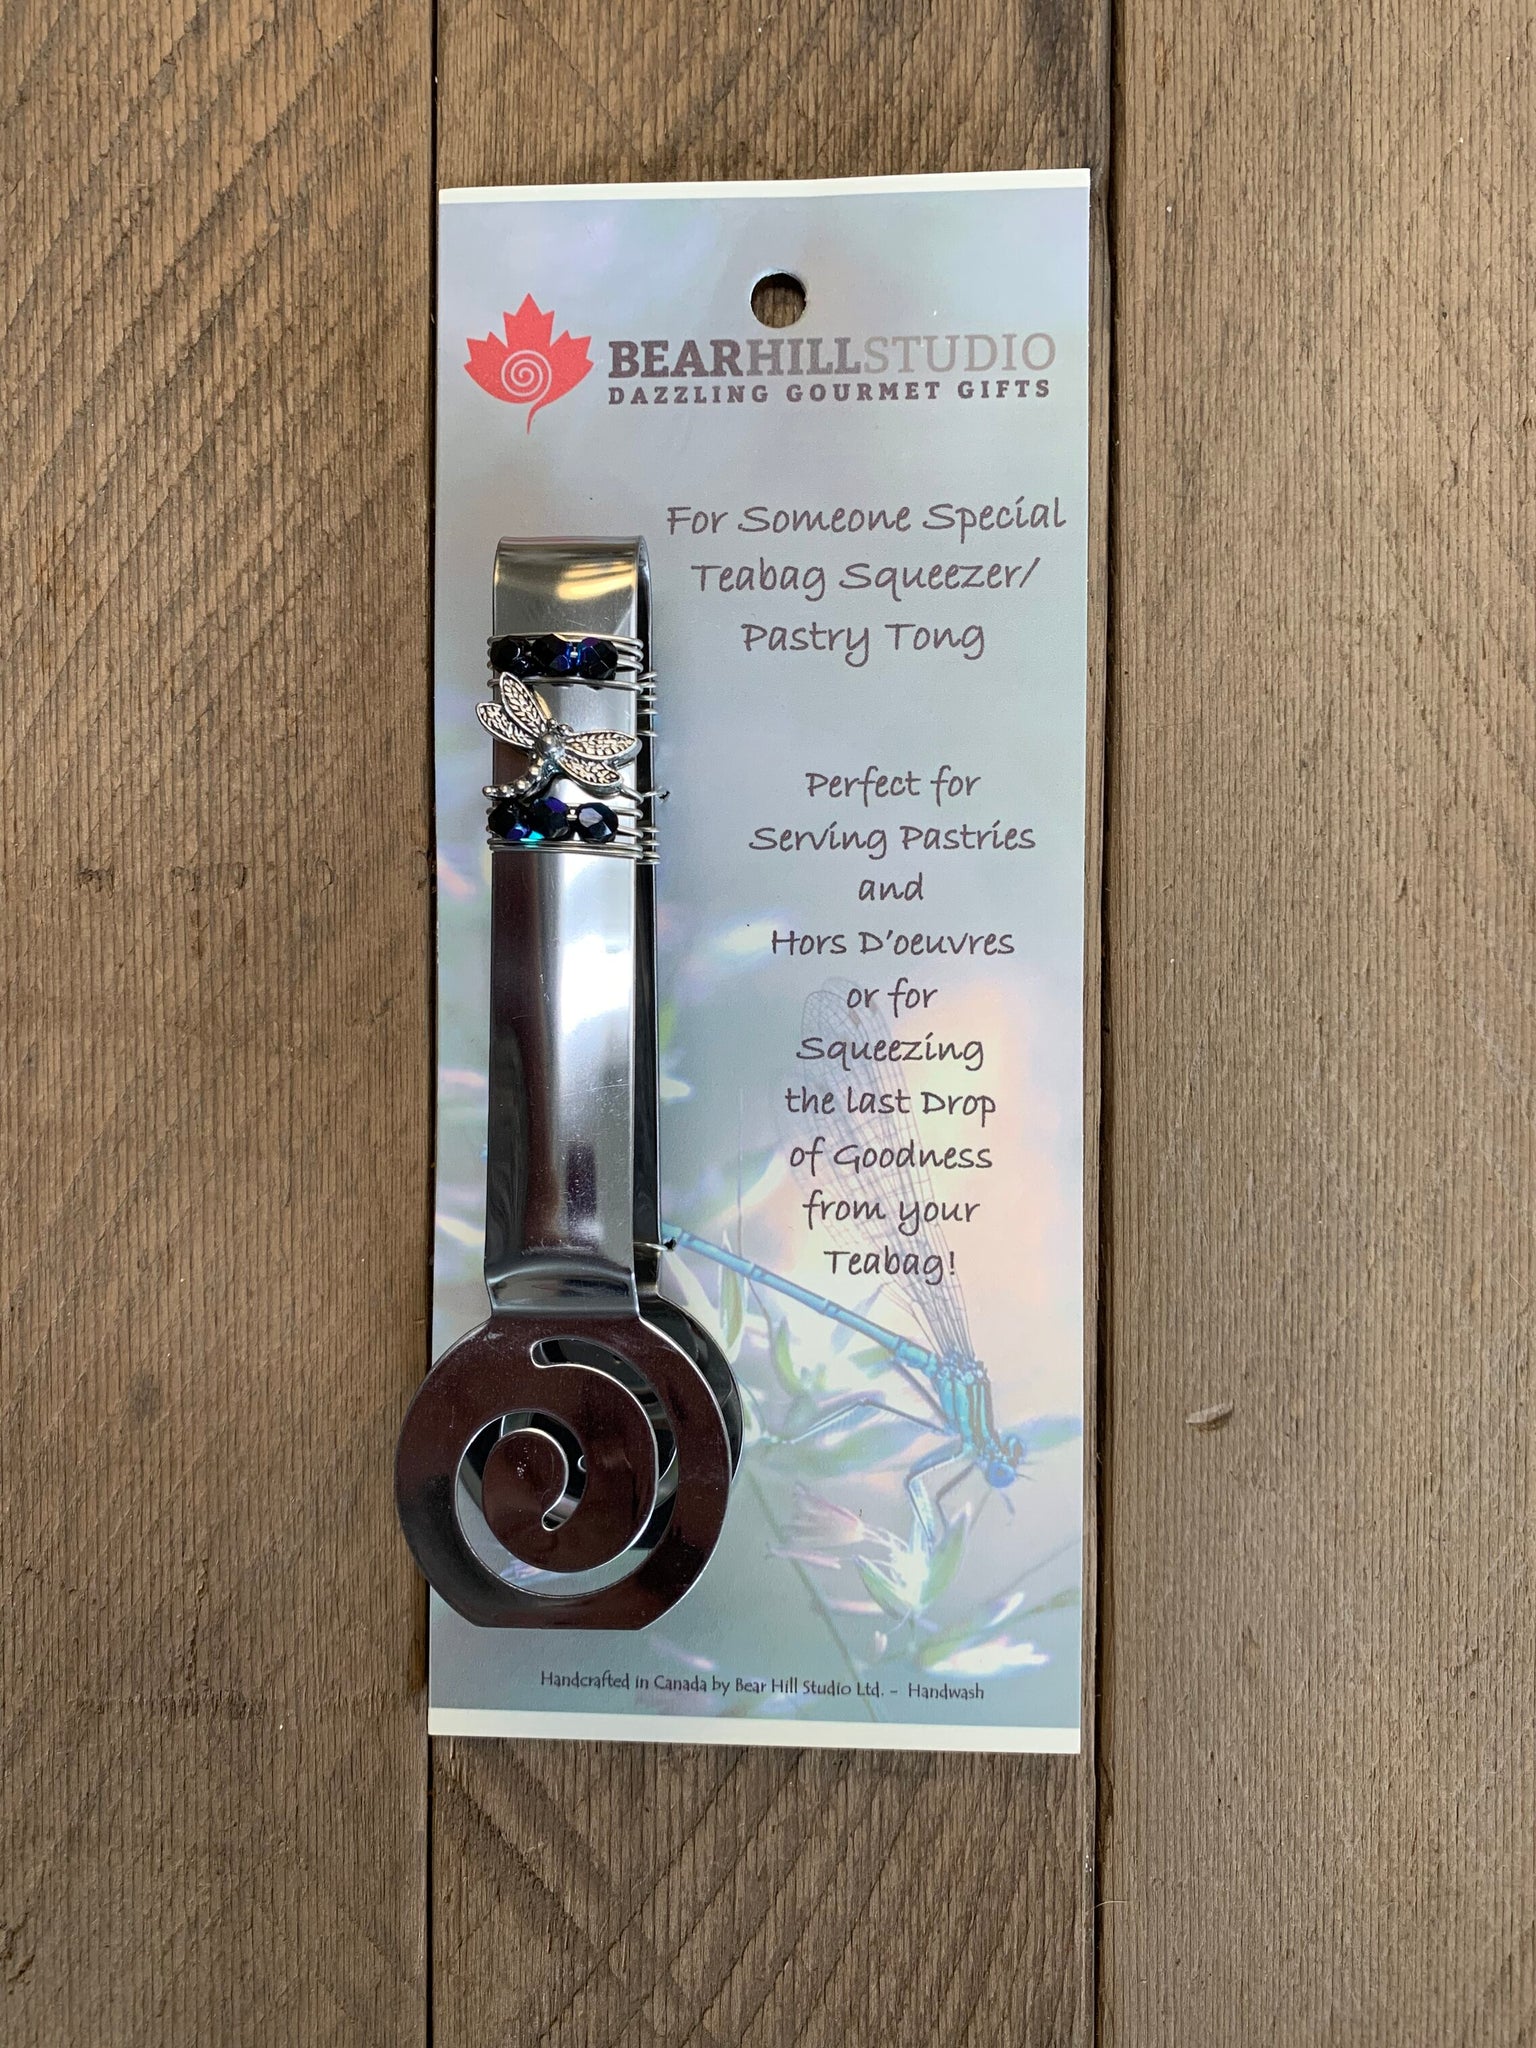 BEARHILLSTUDIO
DAZZLING GOURMET GIFTS
For Someone Special
Teabag Squeezer/
Pastry Tong
Perfect for
Serving Pastries
and
Hors D'oeuvres
or for
Squeezing
the last Drop
of Goodness
from your
Teabag!
Handcrafted in Canada by Bear Hill Studio Ltd. - Handwash